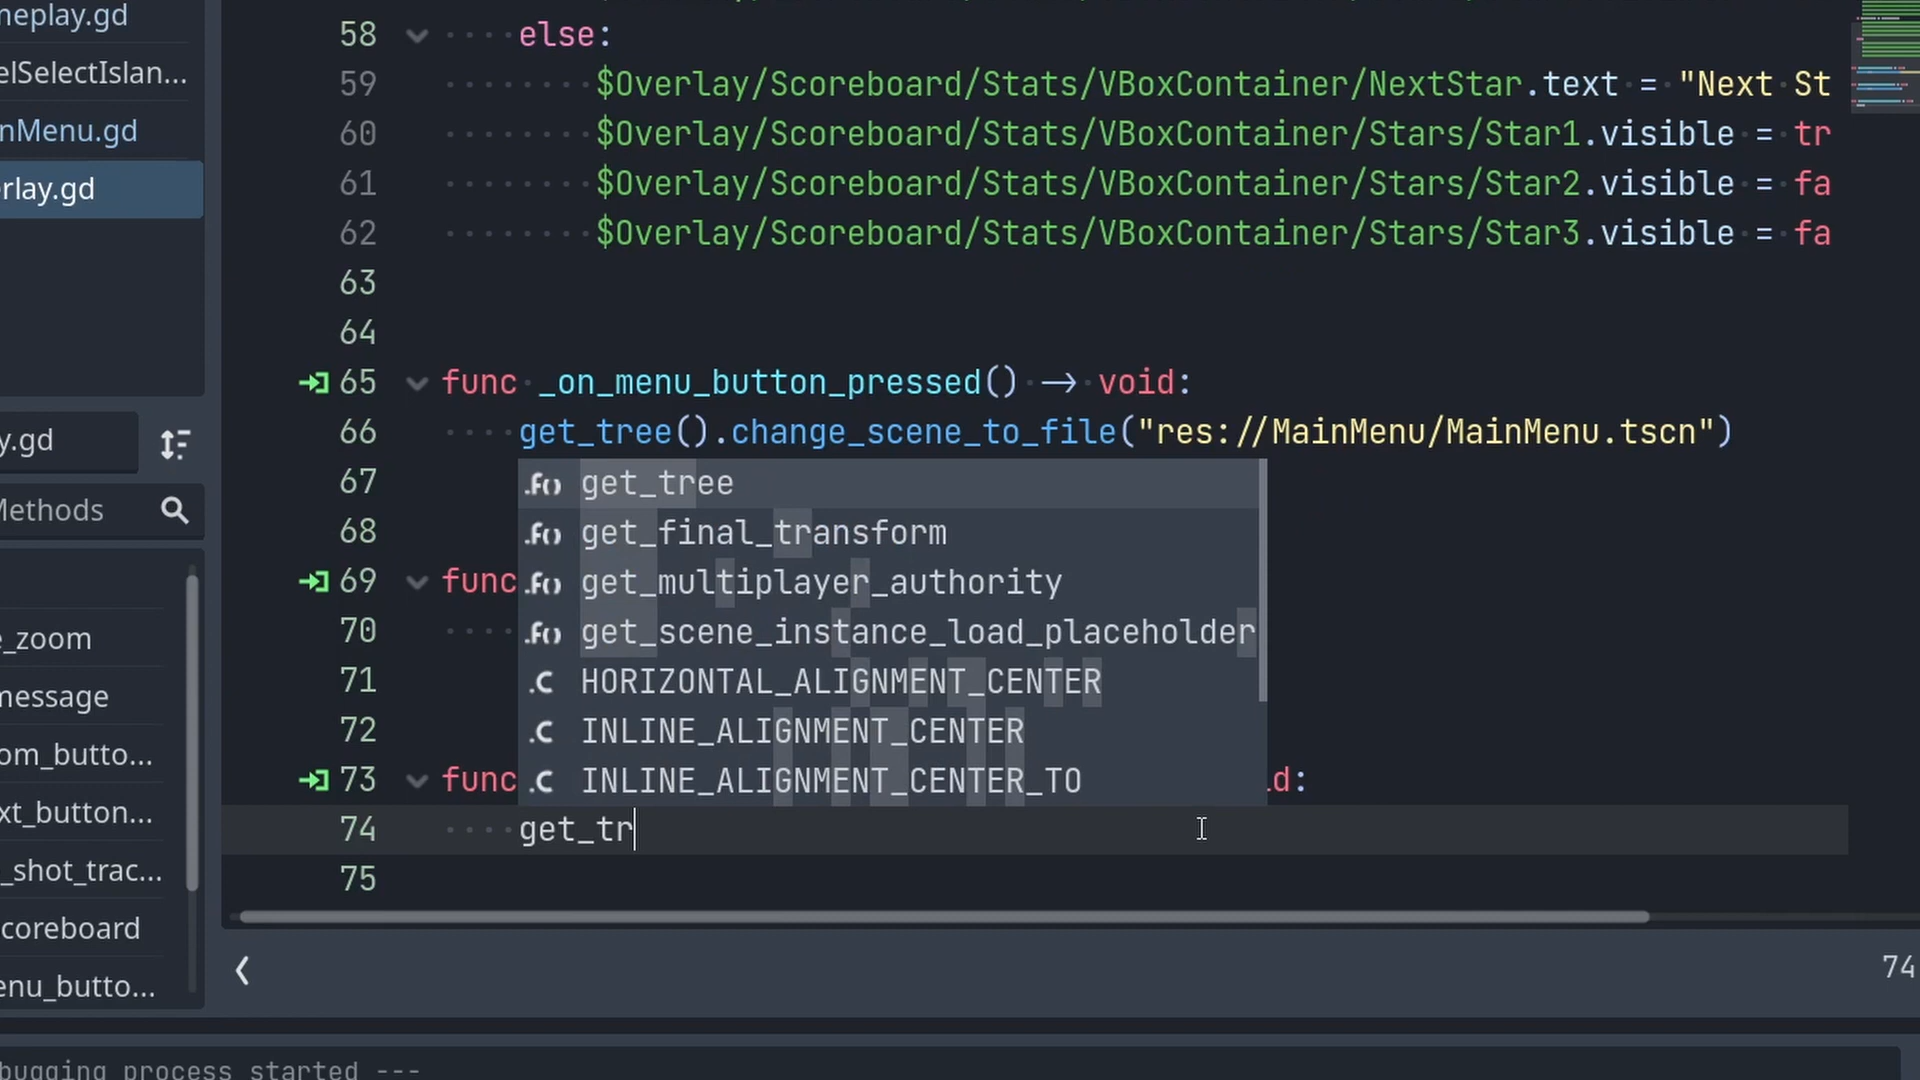 neplay.gd
elSelectIslan...
nMenu.gd
rlay.gd
y.gd
Methods
e_zoom
message
om_butto...
xt_button...
_shot_trac...
coreboard
enu_butto...
58 else:
59 $Overlay/Scoreboard/Stats/VBoxContainer/NextStar.text = "Next St
60 $Overlay/Scoreboard/Stats/VBoxContainer/Stars/Star1.visible = tr
61 $Overlay/Scoreboard/Stats/VBoxContainer/Stars/Star2.visible = fa
62 $Overlay/Scoreboard/Stats/VBoxContainer/Stars/Star3.visible = fa
63
64
65 func _on_menu_button_pressed() -> void:
66 get_tree().change_scene_to_file("res://MainMenu/MainMenu.tscn")
67
68
69 func
70
71
72
73 func d:
74 get_tr
75
.f() get_tree
.f() get_final_transform
.f() get_multiplayer_authority
.f() get_scene_instance_load_placeholder
.C HORIZONTAL_ALIGNMENT_CENTER
.C INLINE_ALIGNMENT_CENTER
.C INLINE_ALIGNMENT_CENTER_TO
74
bugging process started ---